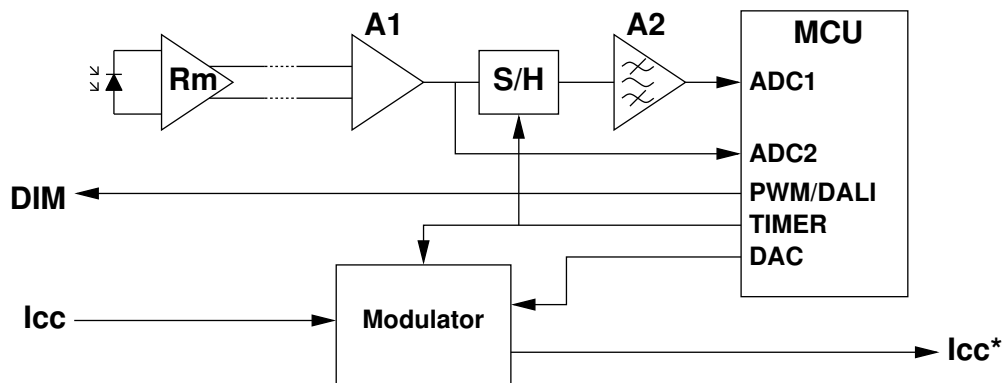 A1
A2
MCU
Rm
S/H
ADC1
ADC2
DIM
PWM/DALI
TIMER
DAC
Icc
Modulator
Icc*